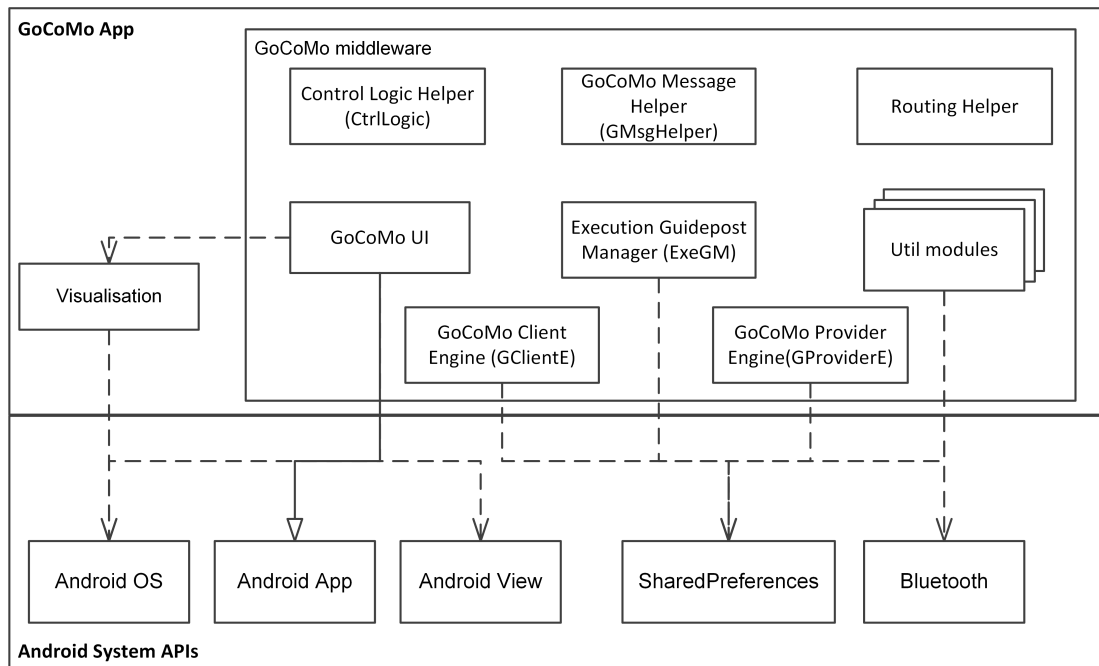 GoCoMo App
GoCoMo middleware
Control Logic Helper
(CtrlLogic)
GoCoMo Message
Helper
(GMsgHelper)
Routing Helper
GoCoMo UI
Execution Guidepost
Manager (ExeGM)
Util modules
Visualisation
GoCoMo Client
Engine (GClientE)
GoCoMo Provider
Engine(GProviderE)
Android OS
Android App
Android View
SharedPreferences
Bluetooth
Android System APIs